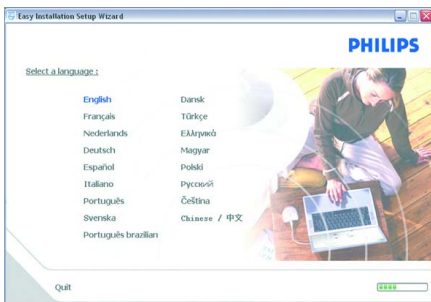 Easy Installation Setup Wizard
PHILIPS
Select a language :
English
Français
Nederlands
Deutsch
Español
Italiano
Português
Svenska
Português brazilian
Dansk
Türkçe
Ελληνικά
Magyar
Polski
Русский
Čeština
Chinese / 中文
Quit